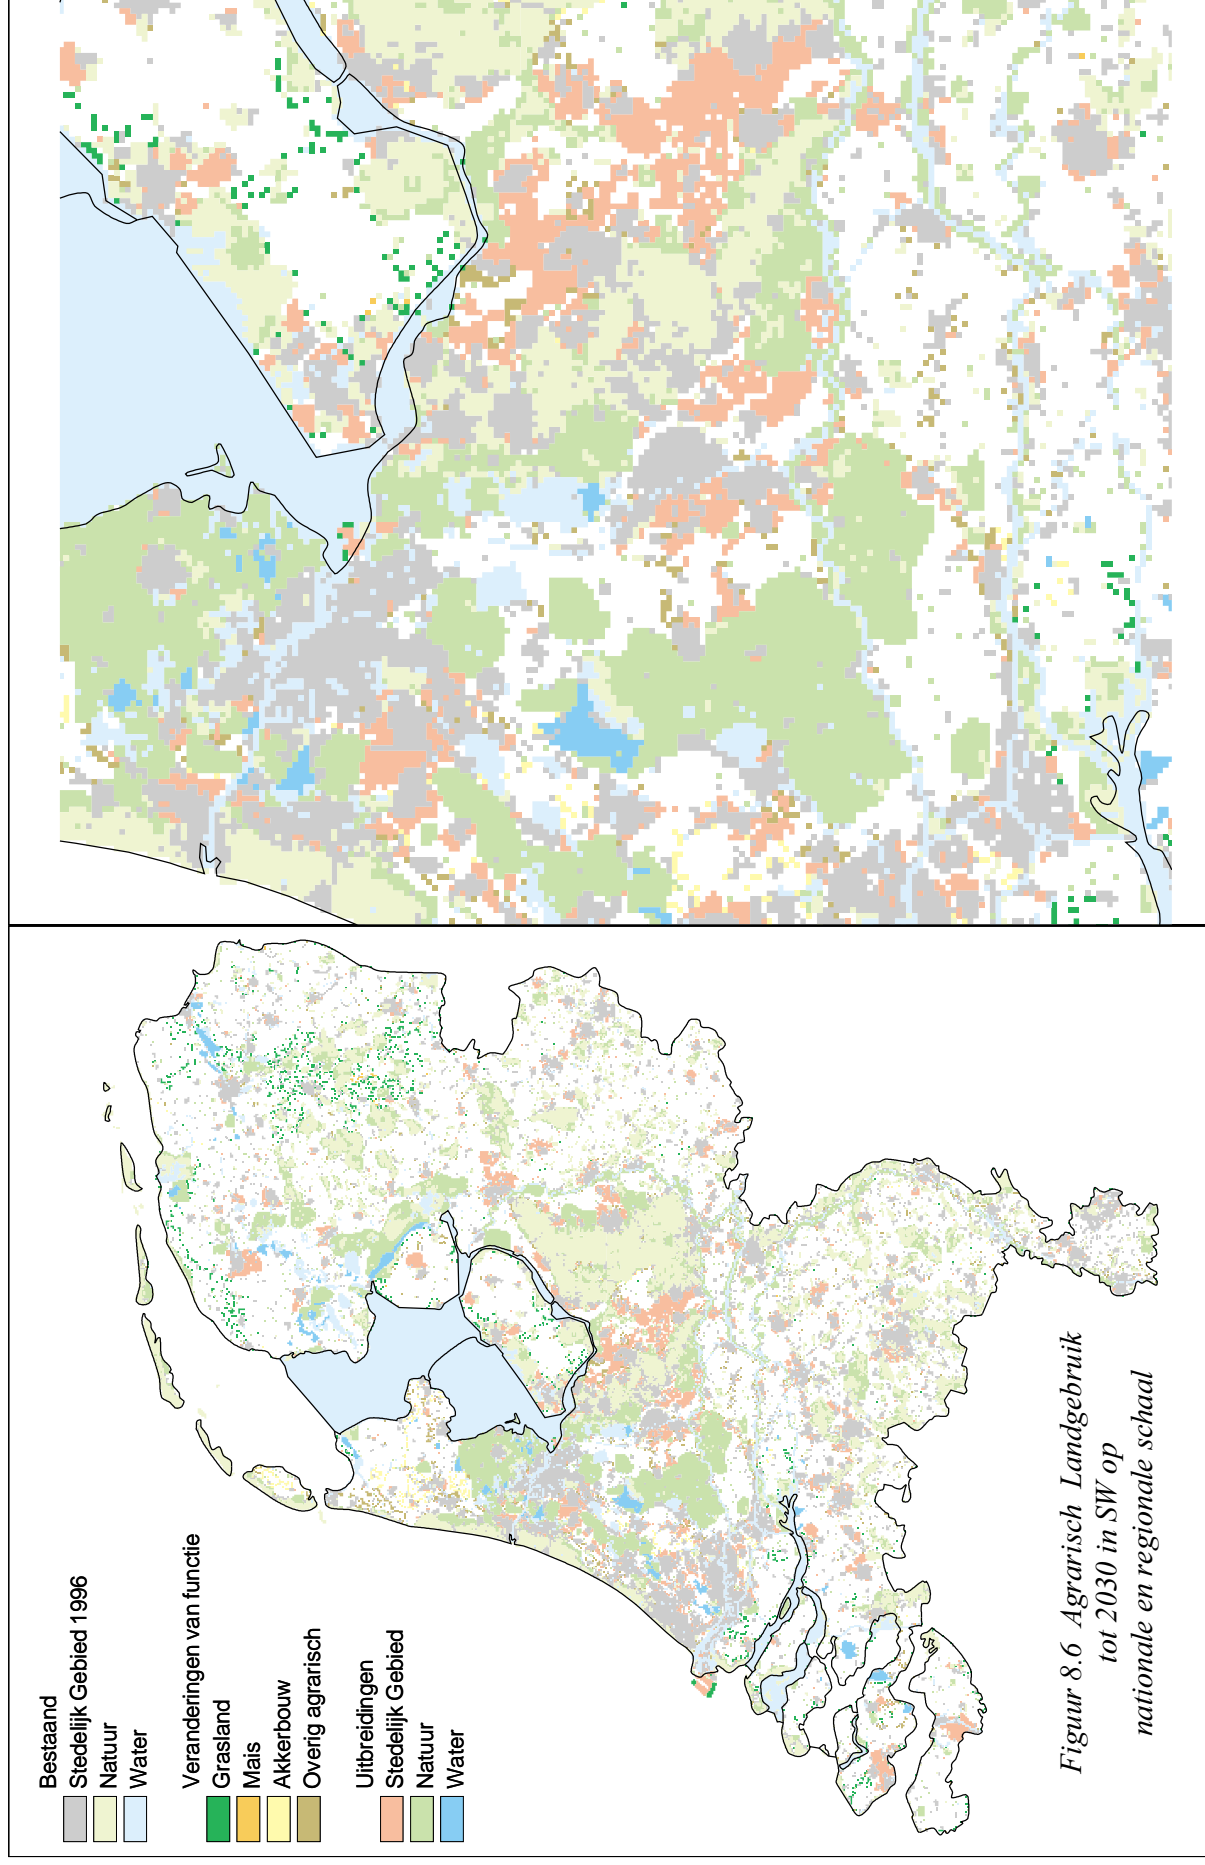 Bestaand
Stedelijk Gebied 1996
Natuur
Water
Veranderingen van functie
Grasland
Mais
Akkerbouw
Overig agrarisch
Uitbreidingen
Stedelijk Gebied
Natuur
Water
Figuur 8.6 Agrarisch Landgebruik
tot 2030 in SW op
nationale en regionale schaal